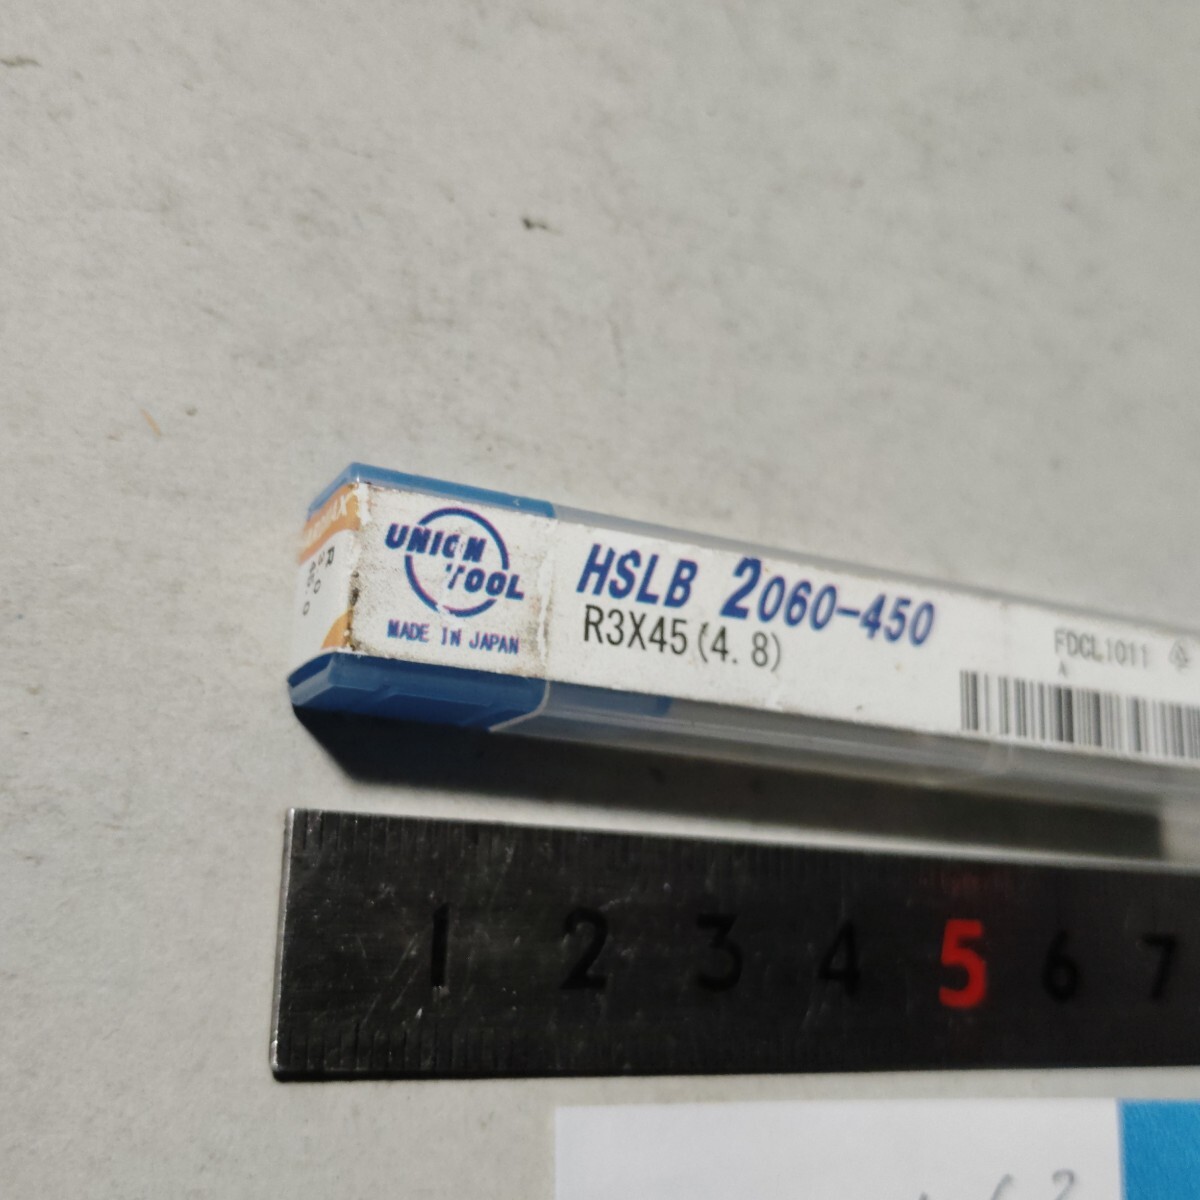 UNION
TOOL
MADE IN JAPAN
HSLB 2060-450
R3X45(4.8)
FDCL1011
A
1 2 3 4 5 6 7